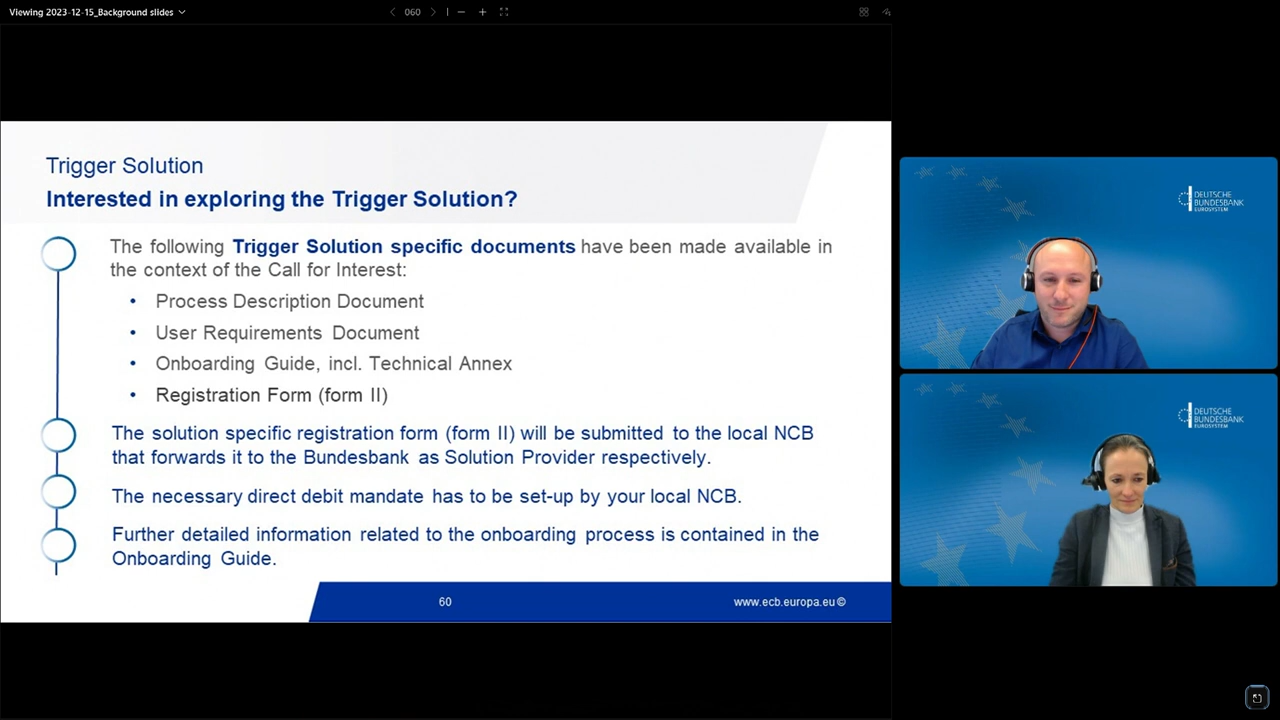 Viewing 2023-12-15_Background slides
060
Trigger Solution
Interested in exploring the Trigger Solution?
The following Trigger Solution specific documents have been made available in
the context of the Call for Interest:
• Process Description Document
• User Requirements Document
• Onboarding Guide, incl. Technical Annex
• Registration Form (form II)
The solution specific registration form (form II) will be submitted to the local NCB
that forwards it to the Bundesbank as Solution Provider respectively.
The necessary direct debit mandate has to be set-up by your local NCB.
Further detailed information related to the onboarding process is contained in the
Onboarding Guide.
60
www.ecb.europa.eu ©
DEUTSCHE
BUNDESBANK
EUROSYSTEM
DEUTSCHE
BUNDESBANK
EUROSYSTEM